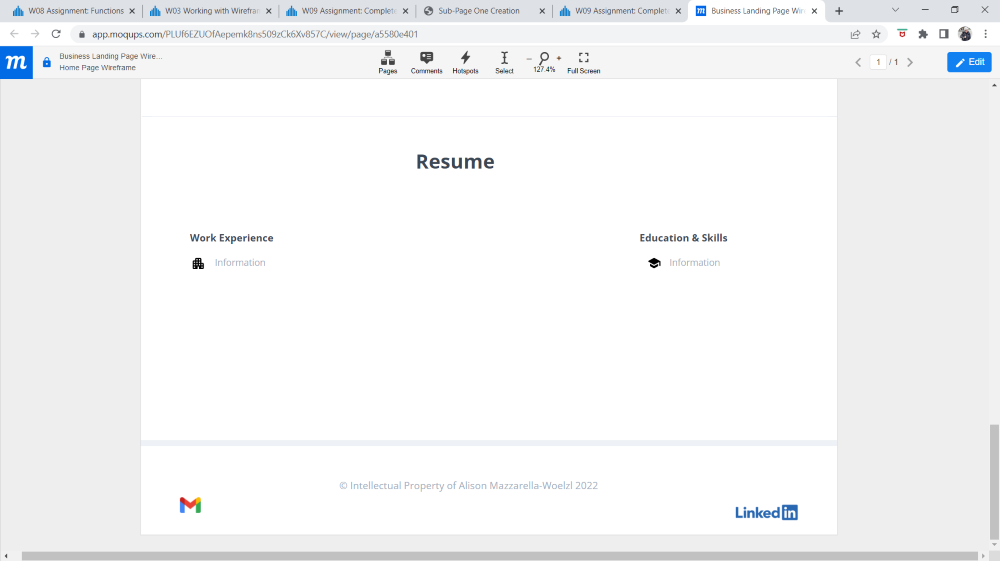 W08 Assignment: Functions
W03 Working with Wirefran
W09 Assignment: Complete
Sub-Page One Creation
W09 Assignment: Complet
Business Landing Page Wir
app.moqups.com/PLUf6EZUOfAepemk8ns509zCk6Xv857C/view/page/a5580e401
m
Business Landing Page Wire...
Home Page Wireframe
Pages
Comments
Hotspots
Select
127.4%
Full Screen
1 / 1
Edit
Resume
Work Experience
Information
Education & Skills
Information
© Intellectual Property of Alison Mazzarella-Woelzl 2022
Linked in